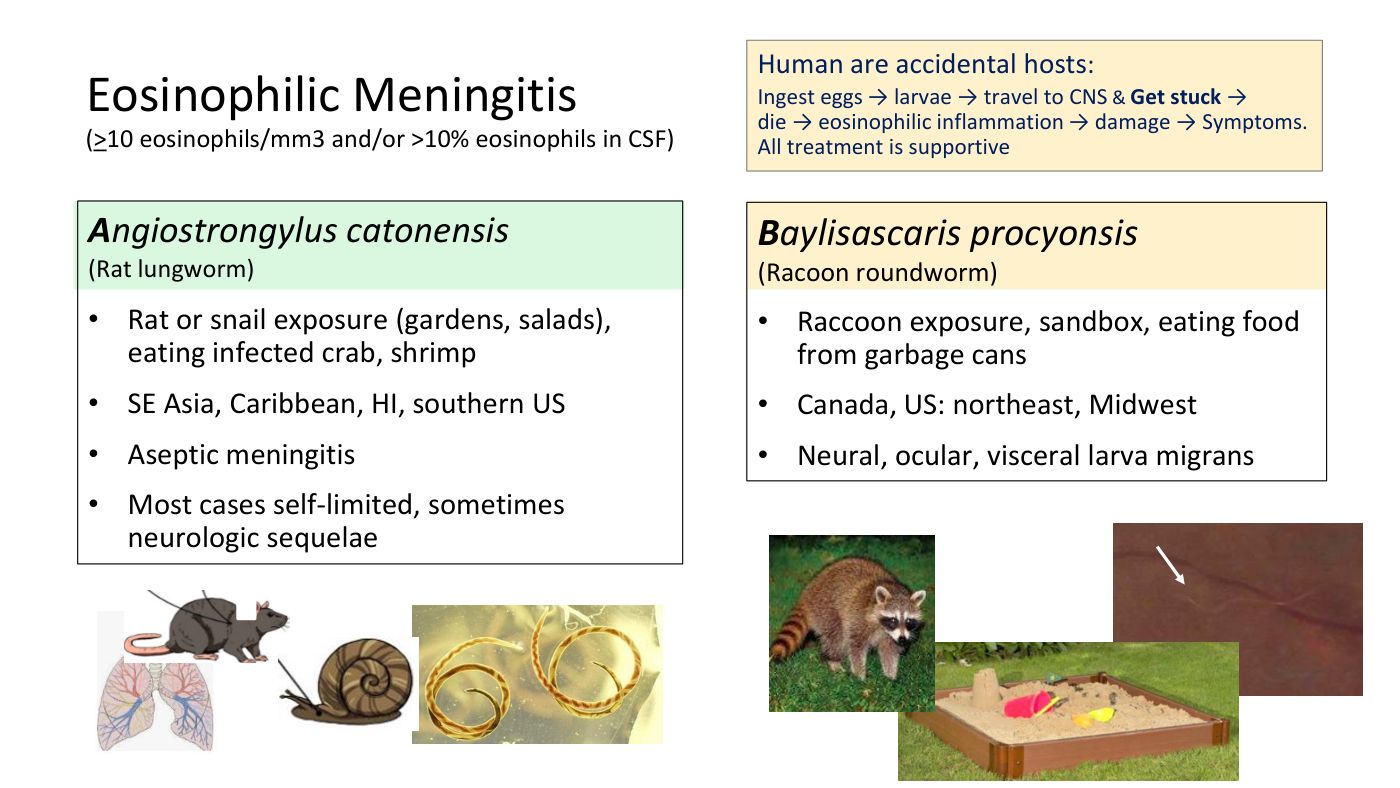 Eosinophilic Meningitis
(≥10 eosinophils/mm3 and/or >10% eosinophils in CSF)
Human are accidental hosts:
Ingest eggs → larvae → travel to CNS & Get stuck →
die → eosinophilic inflammation → damage → Symptoms.
All treatment is supportive
Angiostrongylus catonensis
(Rat lungworm)
• Rat or snail exposure (gardens, salads),
eating infected crab, shrimp
• SE Asia, Caribbean, HI, southern US
• Aseptic meningitis
• Most cases self-limited, sometimes
neurologic sequelae
Baylisascaris procyonsis
(Racoon roundworm)
• Raccoon exposure, sandbox, eating food
from garbage cans
• Canada, US: northeast, Midwest
• Neural, ocular, visceral larva migrans